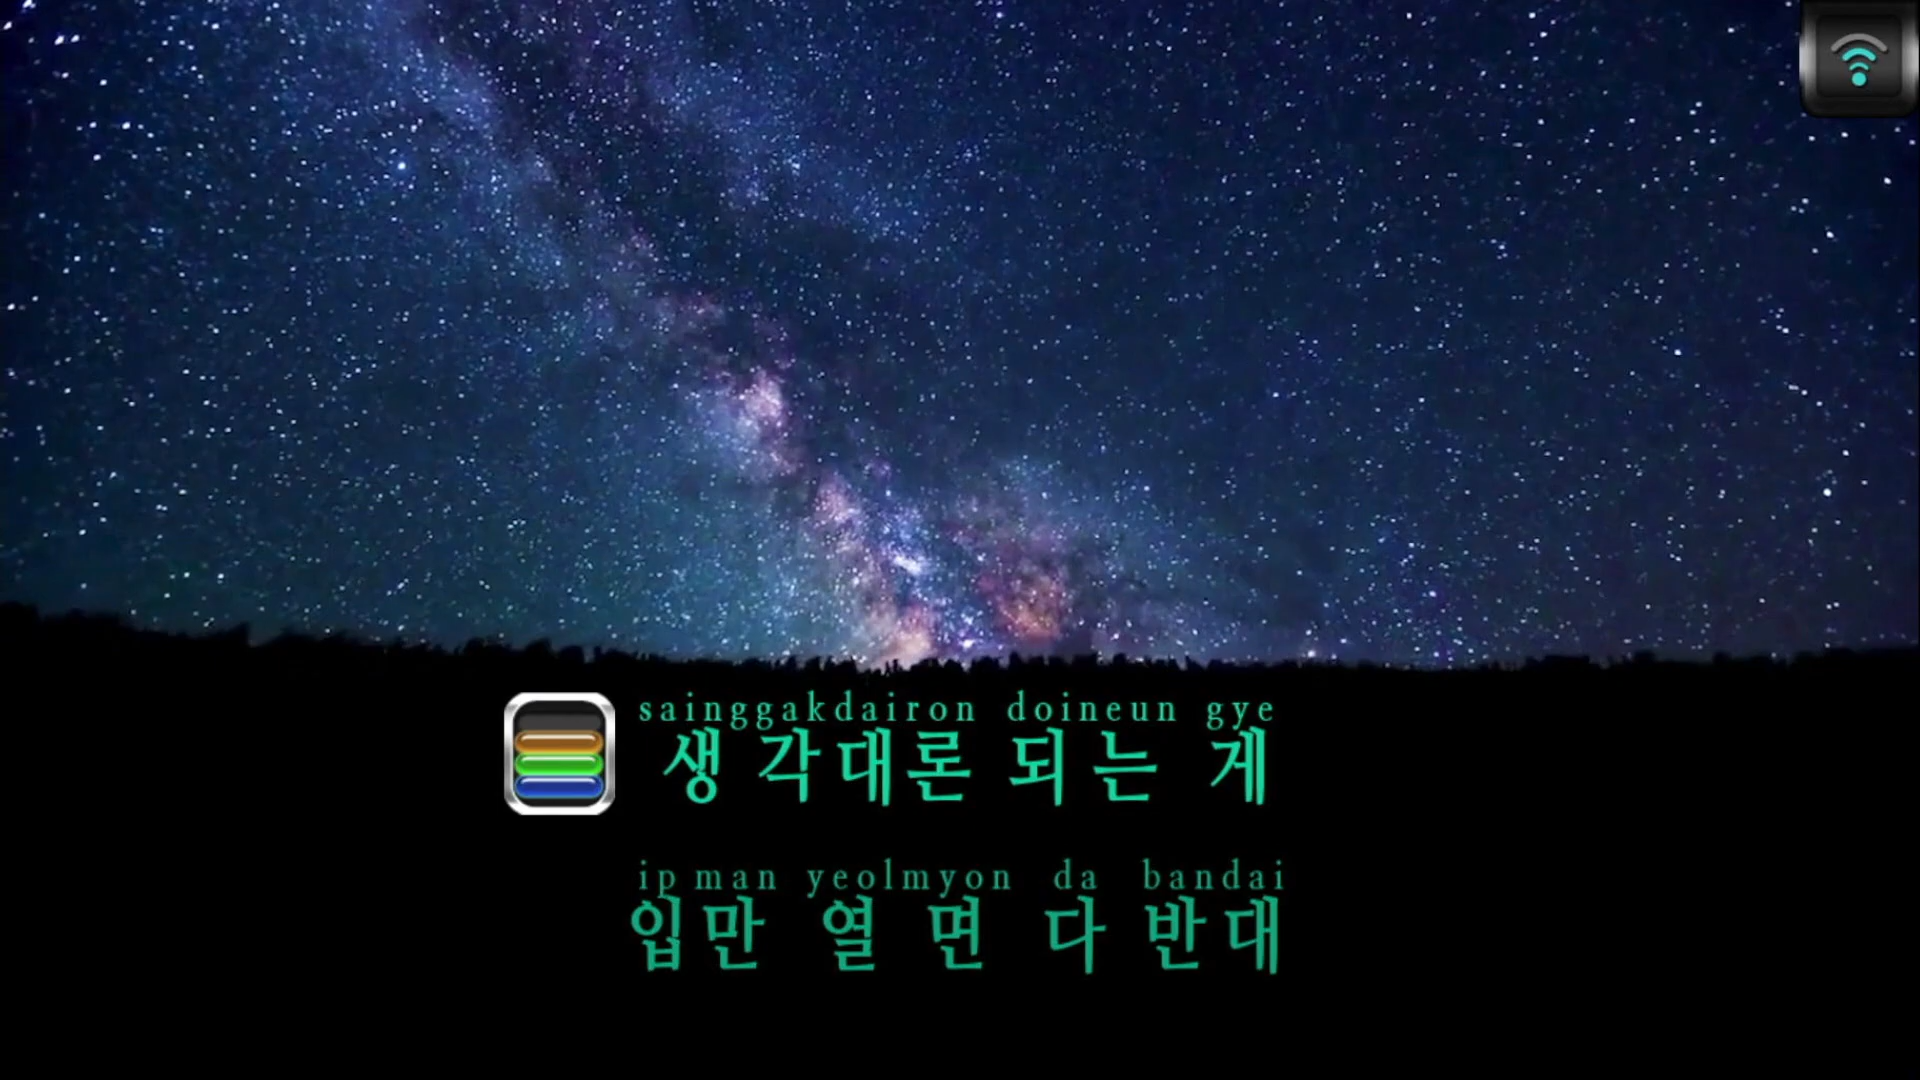 sainggakdairon doineun gye
생각대론 되는 게
ip man yeolmyon da bandai
입만 열면 다 반대